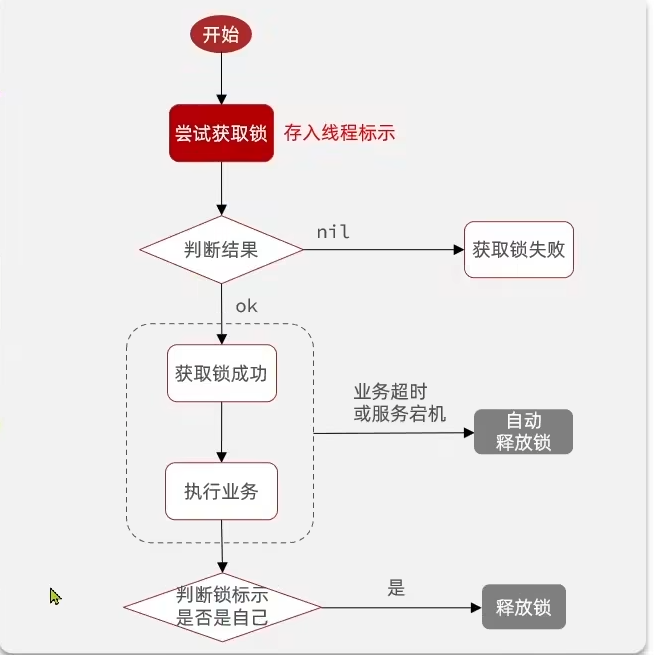 开始
尝试获取锁
存入线程标示
判断结果
nil
获取锁失败
ok
获取锁成功
业务超时
或服务宕机
自动
释放锁
执行业务
判断锁标示
是否是自己
是
释放锁